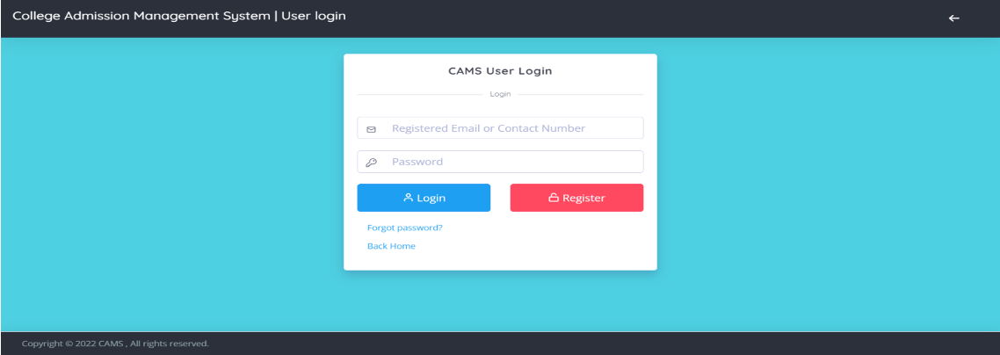 College Admission Management System | User login
CAMS User Login
Login
Registered Email or Contact Number
Password
Login
Register
Forgot password?
Back Home
Copyright © 2022 CAMS , All rights reserved.